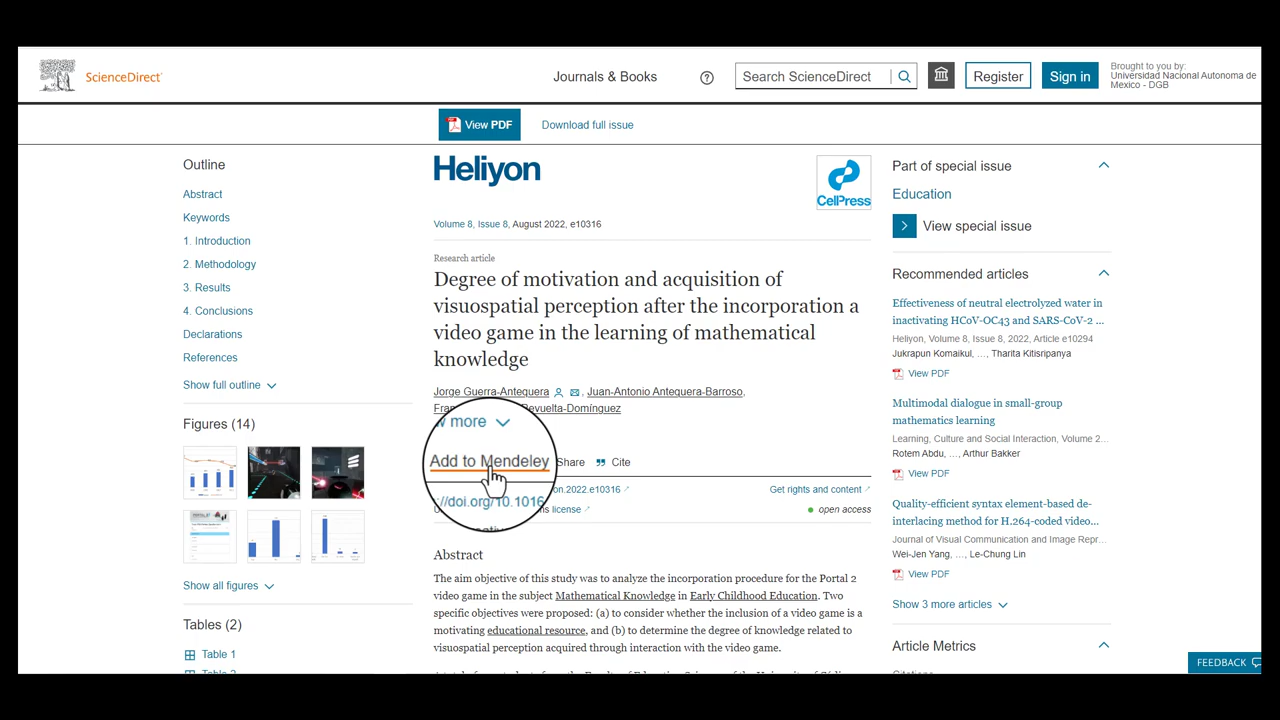 ScienceDirect
Journals & Books
?
Search ScienceDirect
Register
Sign in
Brought to you by:
Universidad Nacional Autonoma de
Mexico - DGB
View PDF
Download full issue
Outline
Abstract
Keywords
1. Introduction
2. Methodology
3. Results
4. Conclusions
Declarations
References
Show full outline
Figures (14)
Show all figures
Tables (2)
Table 1
Heliyon
CellPress
Volume 8, Issue 8, August 2022, e10316
Research article
Degree of motivation and acquisition of
visuospatial perception after the incorporation a
video game in the learning of mathematical
knowledge
Jorge Guerra-Antequera, Juan-Antonio Antequera-Barroso,
Revuelta-Domínguez
more
Add to Mendeley Share Cite
://doi.org/10.1016 on.2022.e10316
Get rights and content
license
open access
Abstract
The aim objective of this study was to analyze the incorporation procedure for the Portal 2
video game in the subject Mathematical Knowledge in Early Childhood Education. Two
specific objectives were proposed: (a) to consider whether the inclusion of a video game is a
motivating educational resource, and (b) to determine the degree of knowledge related to
visuospatial perception acquired through interaction with the video game.
Part of special issue
Education
View special issue
Recommended articles
Effectiveness of neutral electrolyzed water in
inactivating HCoV-OC43 and SARS-CoV-2 ...
Heliyon, Volume 8, Issue 8, 2022, Article e10294
Jukrapun Komaikul, ..., Tharita Kitisripanya
View PDF
Multimodal dialogue in small-group
mathematics learning
Learning, Culture and Social Interaction, Volume 2...
Rotem Abdu, ..., Arthur Bakker
View PDF
Quality-efficient syntax element-based de-
interlacing method for H.264-coded video...
Journal of Visual Communication and Image Repr...
Wei-Jen Yang, ..., Le-Chung Lin
View PDF
Show 3 more articles
Article Metrics
FEEDBACK